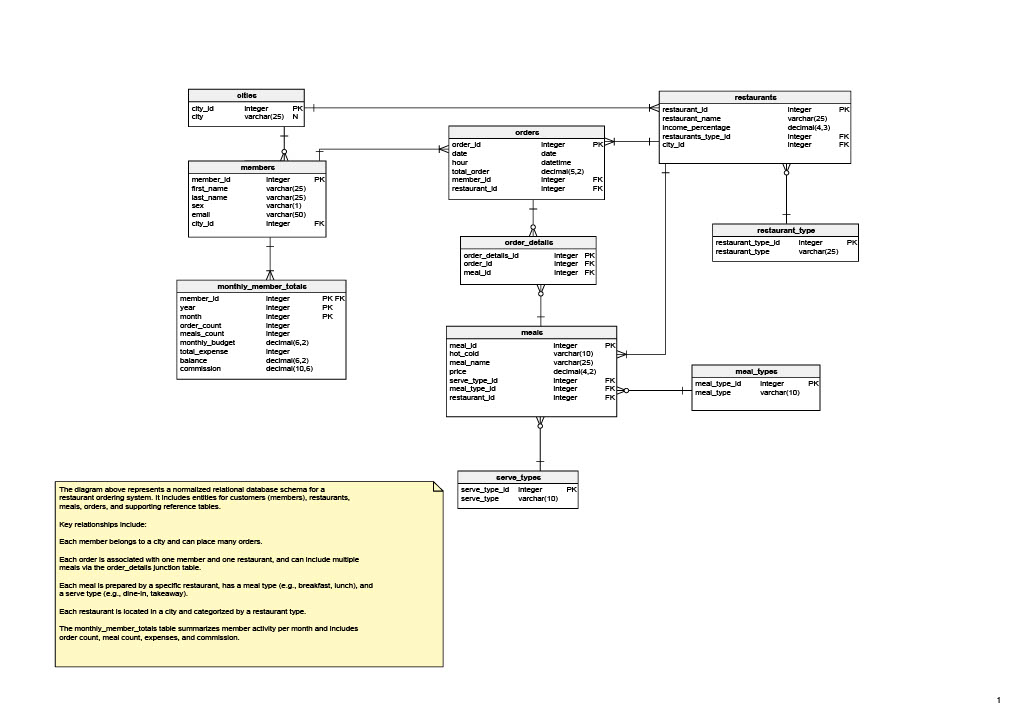 cities
city_id integer PK
city varchar(25) N
restaurants
restaurant_id integer PK
restaurant_name varchar(25)
income_percentage decimal(4,3)
restaurants_type_id integer FK
city_id integer FK
orders
order_id integer PK
date date
hour datetime
total_order decimal(5,2)
member_id integer FK
restaurant_id integer FK
members
member_id integer PK
first_name varchar(25)
last_name varchar(25)
sex varchar(1)
email varchar(50)
city_id integer FK
restaurant_type
restaurant_type_id integer PK
restaurant_type varchar(25)
order_details
order_details_id integer PK
order_id integer FK
meal_id integer FK
monthly_member_totals
member_id integer PK FK
year integer PK
month integer PK
order_count integer
meals_count integer
monthly_budget decimal(6,2)
total_expense integer
balance decimal(6,2)
commission decimal(10,6)
meals
meal_id integer PK
hot_cold varchar(10)
meal_name varchar(25)
price decimal(4,2)
serve_type_id integer FK
meal_type_id integer FK
restaurant_id integer FK
meal_types
meal_type_id integer PK
meal_type varchar(10)
serve_types
serve_type_id integer PK
serve_type varchar(10)
The diagram above represents a normalized relational database schema for a
restaurant ordering system. It includes entities for customers (members), restaurants,
meals, orders, and supporting reference tables.
Key relationships include:
Each member belongs to a city and can place many orders.
Each order is associated with one member and one restaurant, and can include multiple
meals via the order_details junction table.
Each meal is prepared by a specific restaurant, has a meal type (e.g., breakfast, lunch), and
a serve type (e.g., dine-in, takeaway).
Each restaurant is located in a city and categorized by a restaurant type.
The monthly_member_totals table summarizes member activity per month and includes
order count, meal count, expenses, and commission.
1